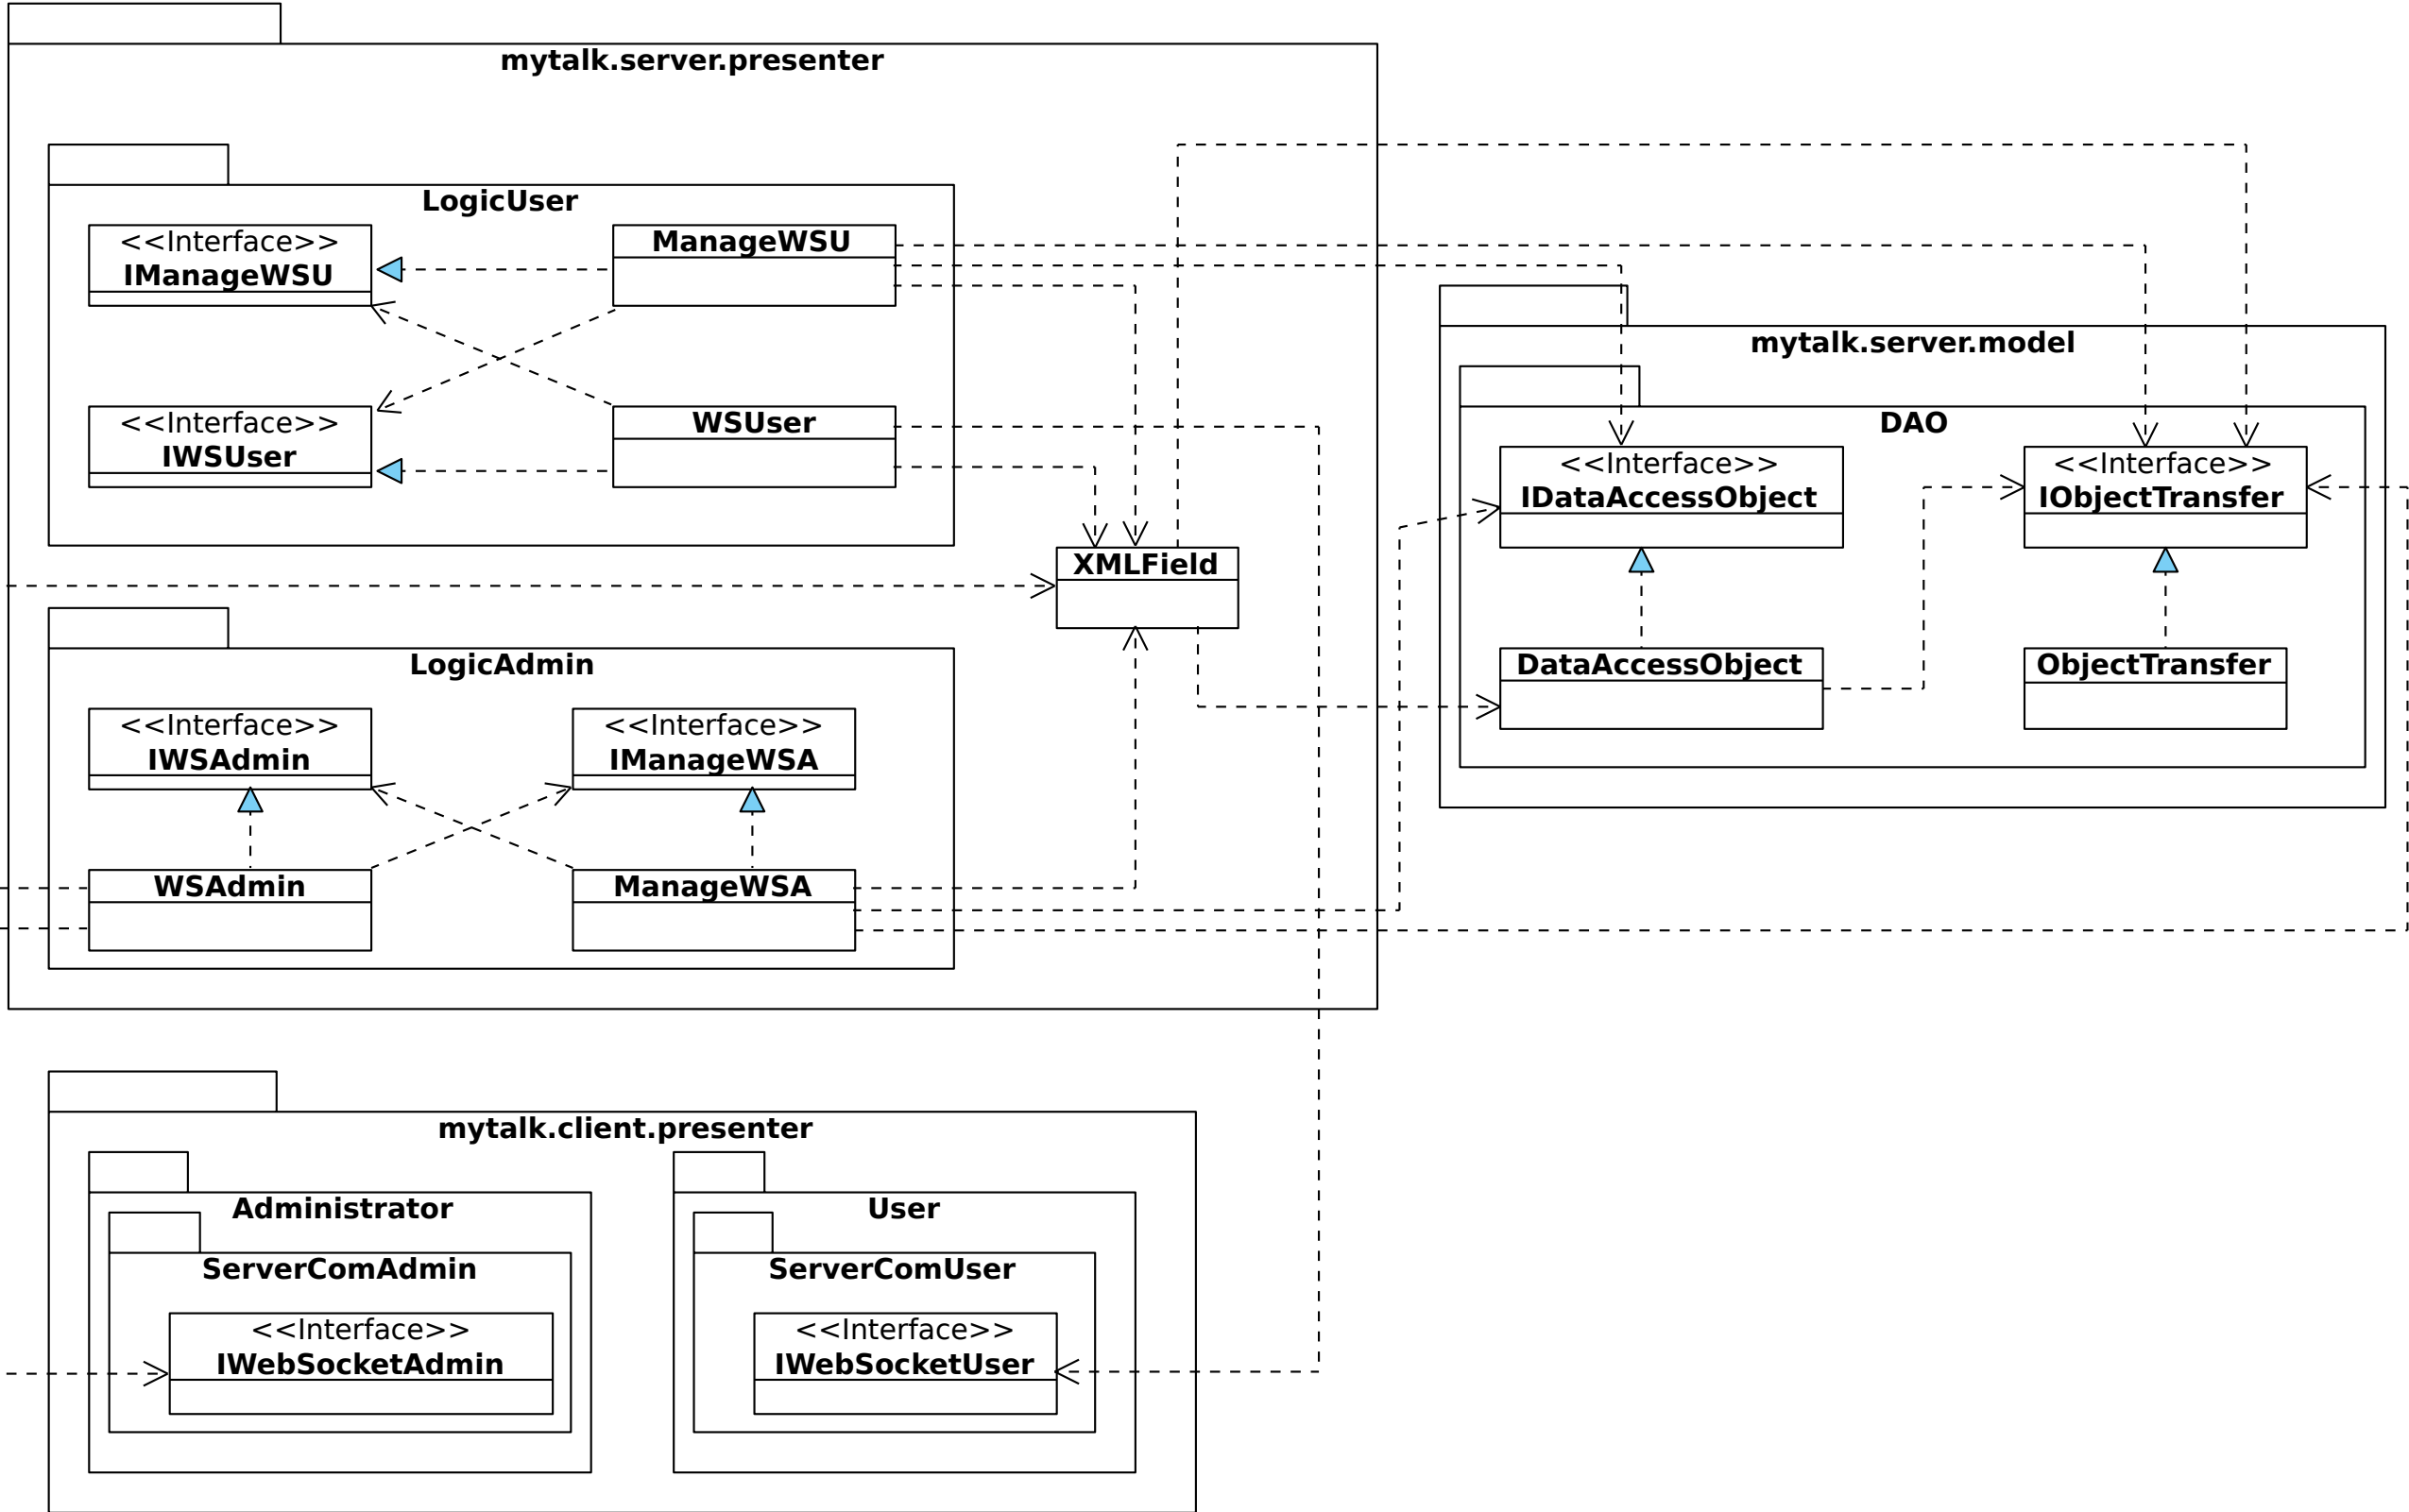 mytalk.server.presenter
LogicUser
<<Interface>>
IManageWSU
ManageWSU
<<Interface>>
IWSUser
WSUser
XMLField
LogicAdmin
<<Interface>>
IWSAdmin
<<Interface>>
IManageWSA
WSAdmin
ManageWSA
mytalk.server.model
DAO
<<Interface>>
IDataAccessObject
<<Interface>>
IObjectTransfer
DataAccessObject
ObjectTransfer
mytalk.client.presenter
Administrator
ServerComAdmin
<<Interface>>
IWebSocketAdmin
User
ServerComUser
<<Interface>>
IWebSocketUser